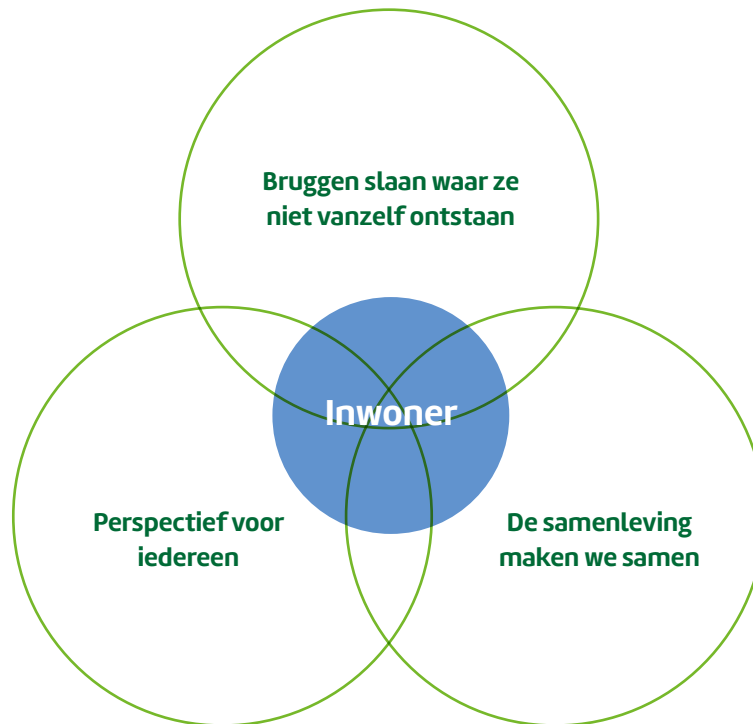 Bruggen slaan waar ze
niet vanzelf ontstaan
Inwoner
Perspectief voor
iedereen
De samenleving
maken we samen